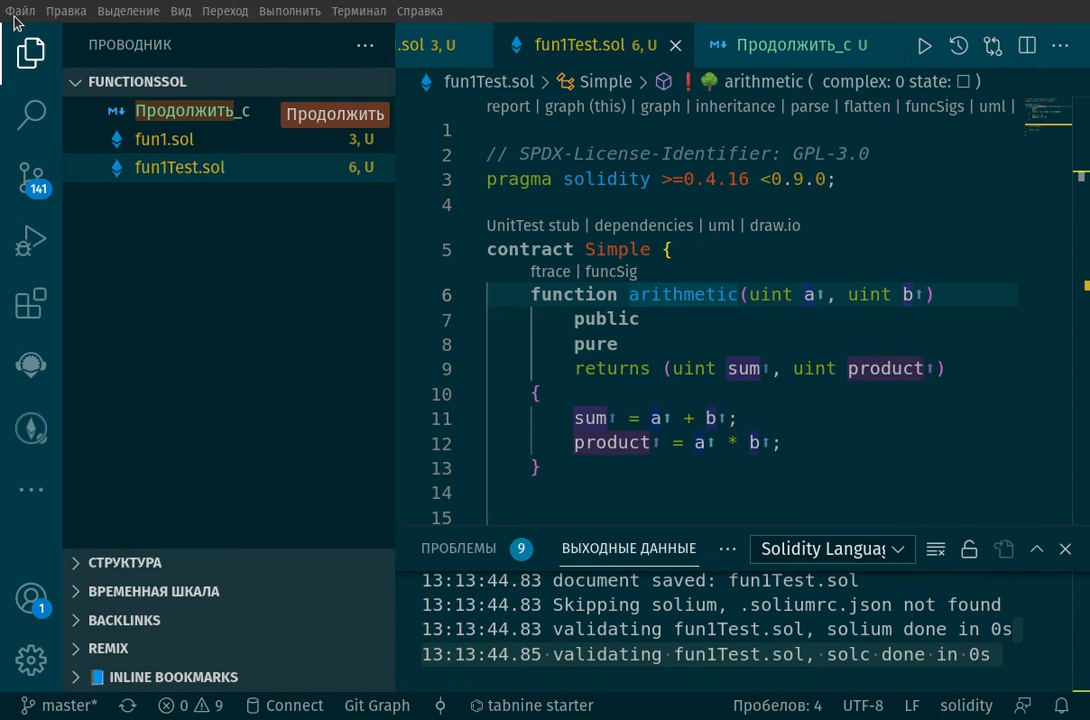 Файл Правка Выделение Вид Переход Выполнить Терминал Справка
ПРОВОДНИК
.sol 3, U fun1Test.sol 6, U Продолжить_с U
FUNCTIONSSOL
fun1Test.sol > Simple > arithmetic ( complex: 0 state: )
Продолжить_с
Продолжить
fun1.sol 3, U
fun1Test.sol 6, U
141
report | graph (this) | graph | inheritance | parse | flatten | funcSigs | uml |
1
2 // SPDX-License-Identifier: GPL-3.0
3 pragma solidity >=0.4.16 <0.9.0;
4
UnitTest stub | dependencies | uml | draw.io
5 contract Simple {
ftrace | funcSig
6 function arithmetic(uint a, uint b)
7 public
8 pure
9 returns (uint sum, uint product)
10 {
11 sum = a + b;
12 product = a * b;
13 }
14
15
СТРУКТУРА
ВРЕМЕННАЯ ШКАЛА
BACKLINKS
REMIX
INLINE BOOKMARKS
1
ПРОБЛЕМЫ 9 ВЫХОДНЫЕ ДАННЫЕ Solidity Languag
13:13:44.83 document saved: fun1Test.sol
13:13:44.83 Skipping solium, .soliumrc.json not found
13:13:44.83 validating fun1Test.sol, solium done in 0s
13:13:44.85 validating fun1Test.sol, solc done in 0s
master* 0 9 Connect Git Graph tabnine starter Пробелов: 4 UTF-8 LF solidity